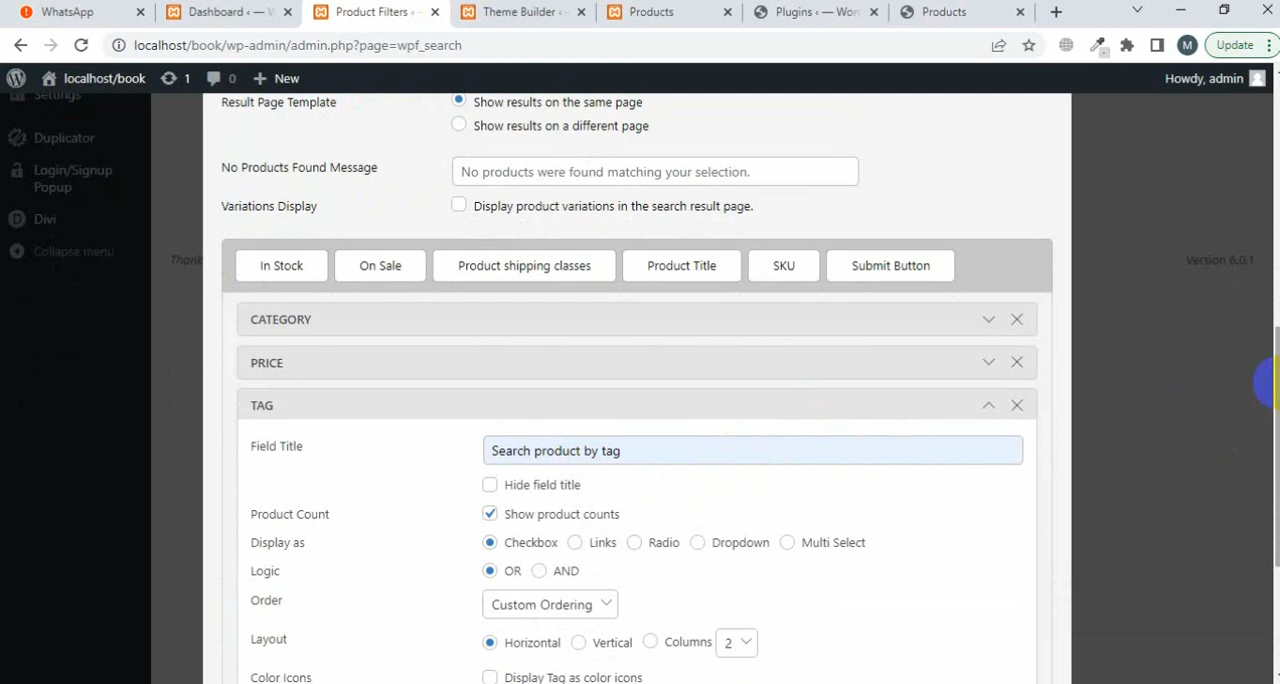 WhatsApp
Dashboard ‹ — W
Product Filters ‹ –
Theme Builder ‹ –
Products
Plugins ‹ — Wor
Products
localhost/book/wp-admin/admin.php?page=wpf_search
M
Update
localhost/book
1
0
New
Howdy, admin
Settings
Duplicator
Login/Signup
Popup
Divi
Collapse menu
Thank
Version 6.0.1
Result Page Template
Show results on the same page
Show results on a different page
No Products Found Message
No products were found matching your selection.
Variations Display
Display product variations in the search result page.
In Stock
On Sale
Product shipping classes
Product Title
SKU
Submit Button
CATEGORY
PRICE
TAG
Field Title
Search product by tag
Hide field title
Product Count
Show product counts
Display as
Checkbox
Links
Radio
Dropdown
Multi Select
Logic
OR
AND
Order
Custom Ordering
Layout
Horizontal
Vertical
Columns
2
Color Icons
Display Tag as color icons